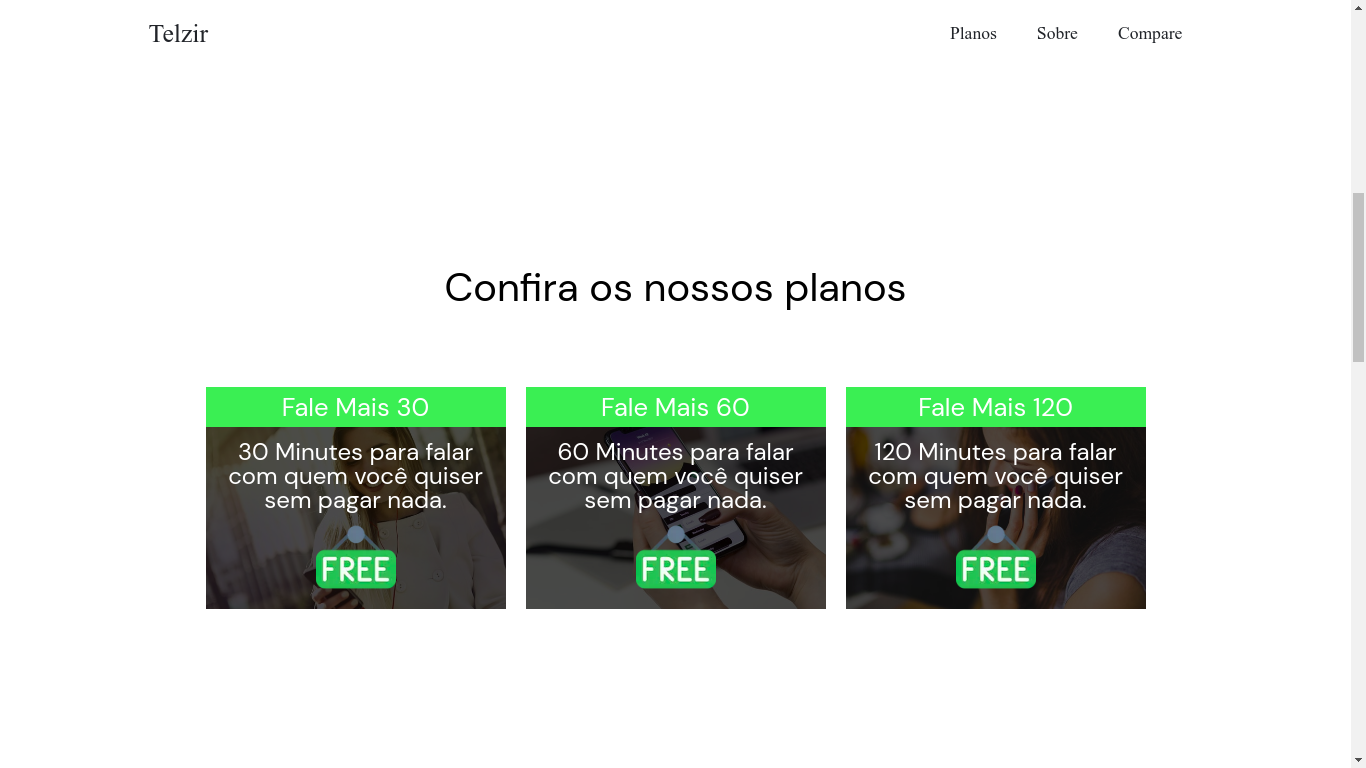 Telzir
Planos Sobre Compare
Confira os nossos planos
Fale Mais 30
30 Minutes para falar
com quem você quiser
sem pagar nada.
FREE
Fale Mais 60
60 Minutes para falar
com quem você quiser
sem pagar nada.
FREE
Fale Mais 120
120 Minutes para falar
com quem você quiser
sem pagar nada.
FREE